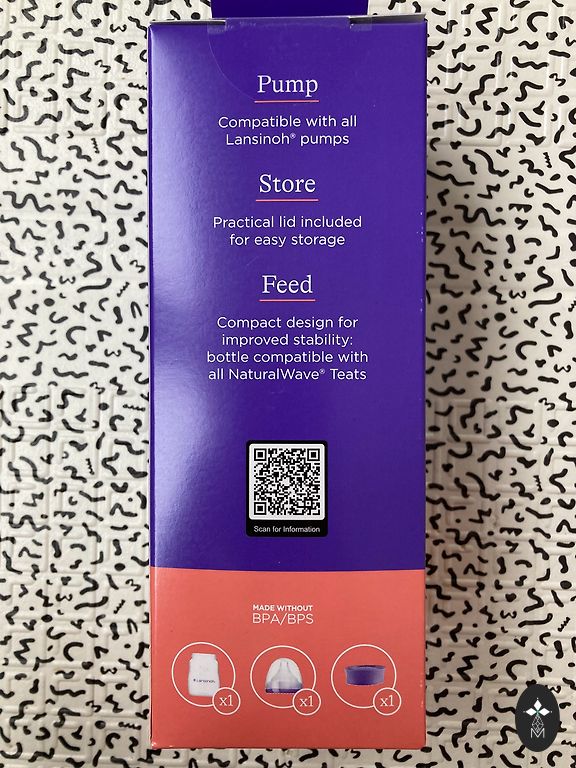 Pump
Compatible with all
Lansinoh® pumps
Store
Practical lid included
for easy storage
Feed
Compact design for
improved stability:
bottle compatible with
all NaturalWave® Teats
Scan for Information
MADE WITHOUT
BPA/BPS
Lansinoh
x1
x1
x1
M